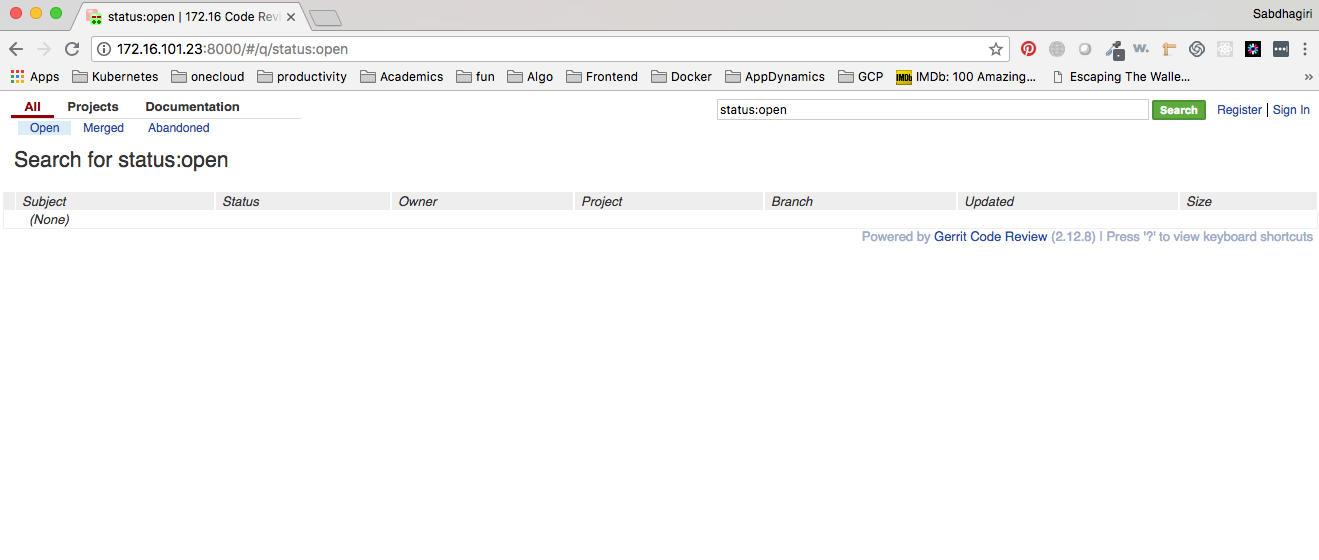 status:open | 172.16 Code Rev
Sabdhagiri
172.16.101.23:8000/#/q/status:open
Apps Kubernetes onecloud productivity Academics fun Algo Frontend Docker AppDynamics GCP IMDb: 100 Amazing... Escaping The Walle... »
All Projects Documentation
status:open Search Register | Sign In
Open Merged Abandoned
Search for status:open
Subject Status Owner Project Branch Updated Size
(None)
Powered by Gerrit Code Review (2.12.8) | Press '?' to view keyboard shortcuts